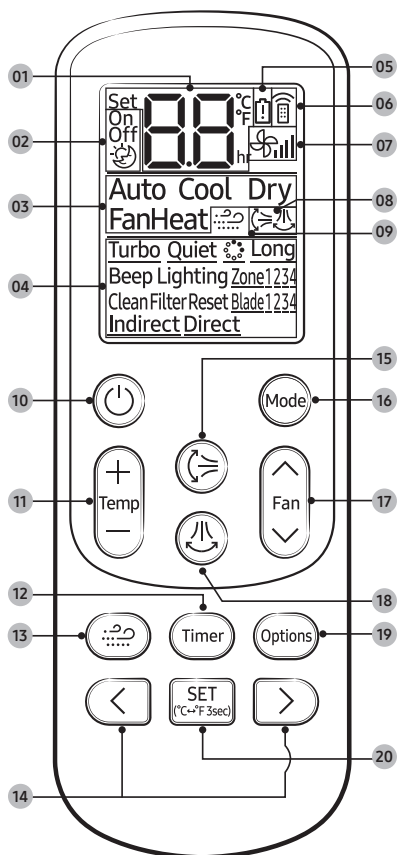 01
05
06
Set 88 °C
On °F
Off hr
02
07
Auto Cool Dry
08
03
FanHeat
09
Turbo Quiet Long
Beep Lighting Zone1234
04
Clean Filter Reset Blade1234
Indirect Direct
15
10
Mode
16
11
+
Temp
−
Fan
17
18
12
13
Timer
Options
19
<
SET
(°C↔°F 3sec)
>
14
20